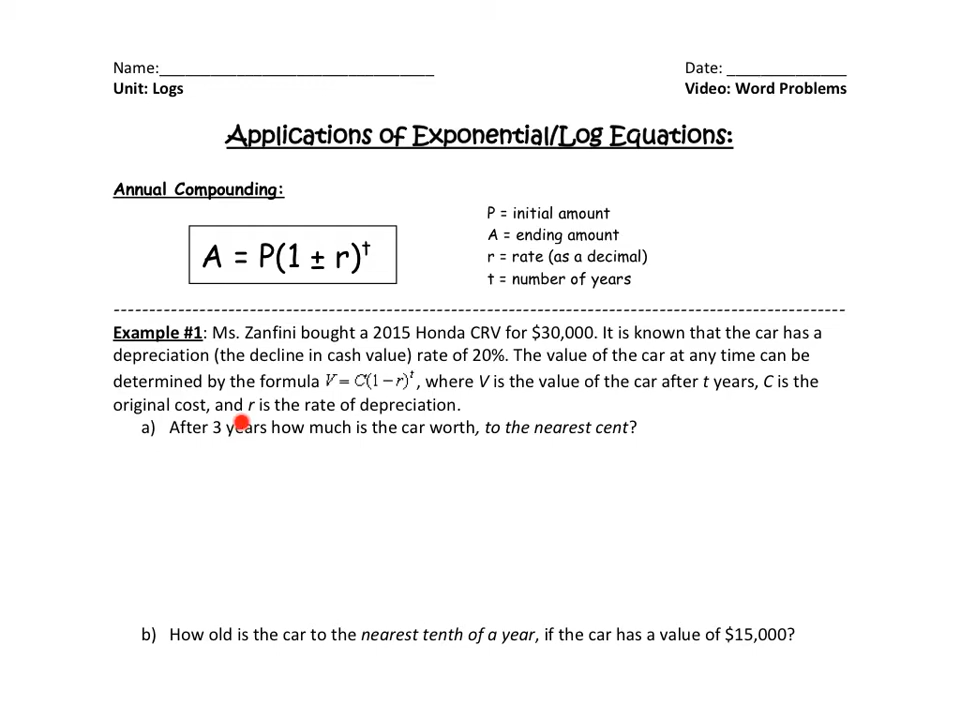 Name:________________________________ Date: ______________
Unit: Logs Video: Word Problems
Applications of Exponential/Log Equations:
Annual Compounding:
P = initial amount
A = ending amount
A = P(1 ± r)^t
r = rate (as a decimal)
t = number of years
Example #1: Ms. Zanfini bought a 2015 Honda CRV for $30,000. It is known that the car has a
depreciation (the decline in cash value) rate of 20%. The value of the car at any time can be
determined by the formula V = C(1 − r)^t, where V is the value of the car after t years, C is the
original cost, and r is the rate of depreciation.
a) After 3 years how much is the car worth, to the nearest cent?
b) How old is the car to the nearest tenth of a year, if the car has a value of $15,000?